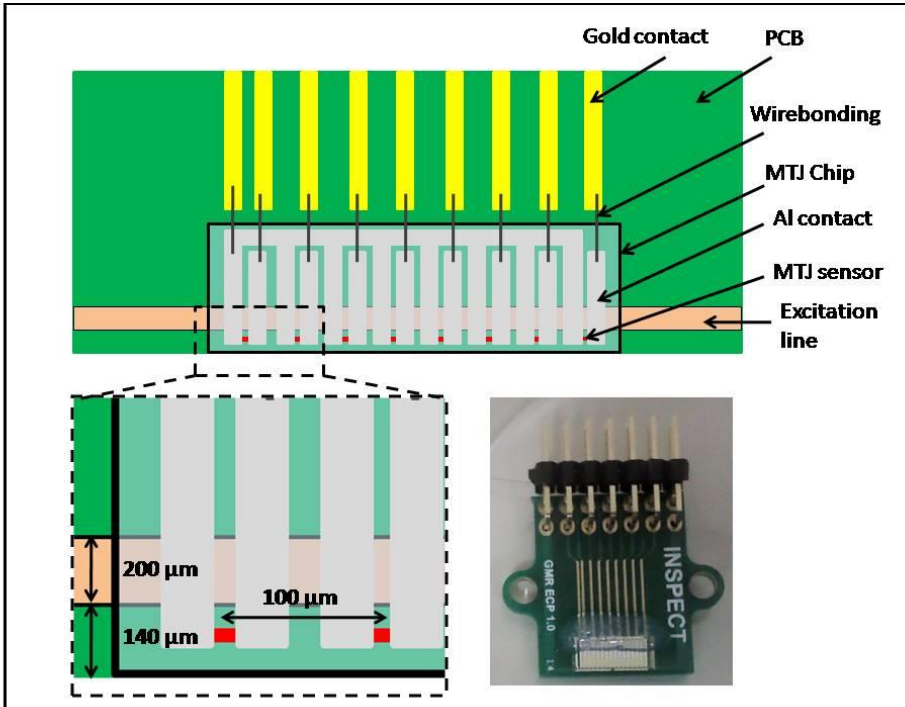 Gold contact
PCB
Wirebonding
MTJ Chip
Al contact
MTJ sensor
Excitation
line
200 μm
100 μm
140 μm
INSPECT
GMR ECP 1.0